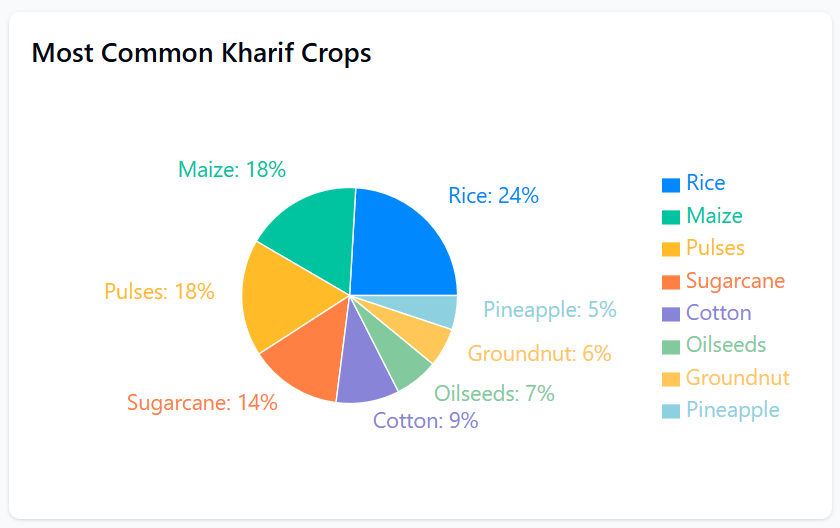 Most Common Kharif Crops
Maize: 18%
Rice: 24%
Pulses: 18%
Pineapple: 5%
Groundnut: 6%
Oilseeds: 7%
Sugarcane: 14%
Cotton: 9%
Rice
Maize
Pulses
Sugarcane
Cotton
Oilseeds
Groundnut
Pineapple